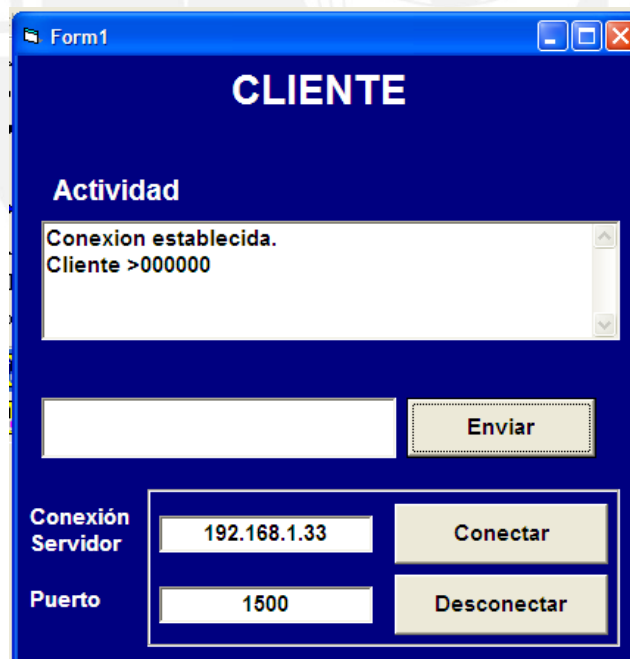 Form1
CLIENTE
Actividad
Conexion establecida.
Cliente >000000
Enviar
Conexión
Servidor
192.168.1.33
Conectar
Puerto
1500
Desconectar